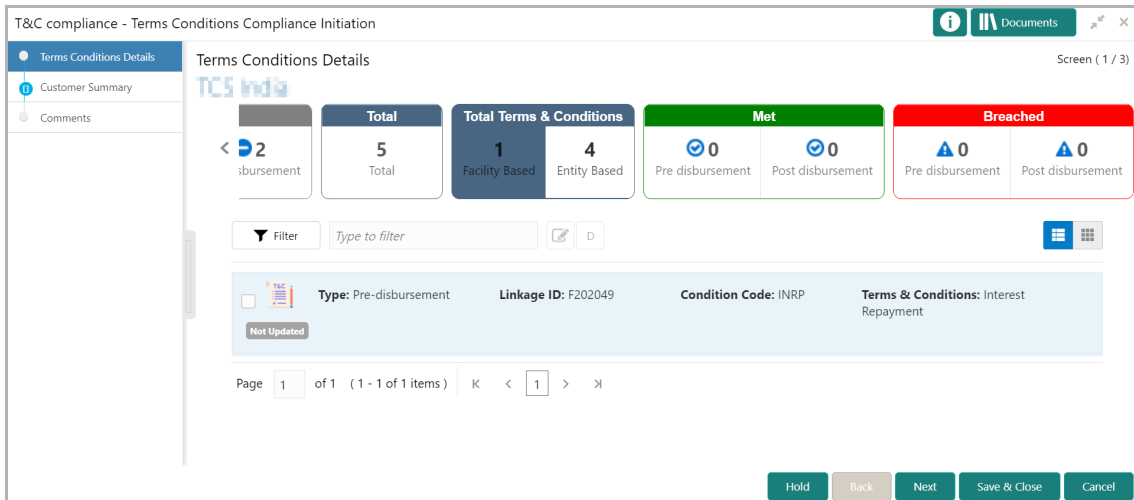 T&C compliance - Terms Conditions Compliance Initiation
i Documents
Terms Conditions Details
Customer Summary
Comments
Terms Conditions Details
Screen ( 1 / 3)
TCS India
Total
Total Terms & Conditions
Met
Breached
2
5
1
4
0
0
0
0
sbursement
Total
Facility Based
Entity Based
Pre disbursement
Post disbursement
Pre disbursement
Post disbursement
Filter
Type to filter
D
T&C
Type: Pre-disbursement
Linkage ID: F202049
Condition Code: INRP
Terms & Conditions: Interest
Repayment
Not Updated
Page 1 of 1 ( 1 - 1 of 1 items ) K < 1 > >|
Hold Back Next Save & Close Cancel